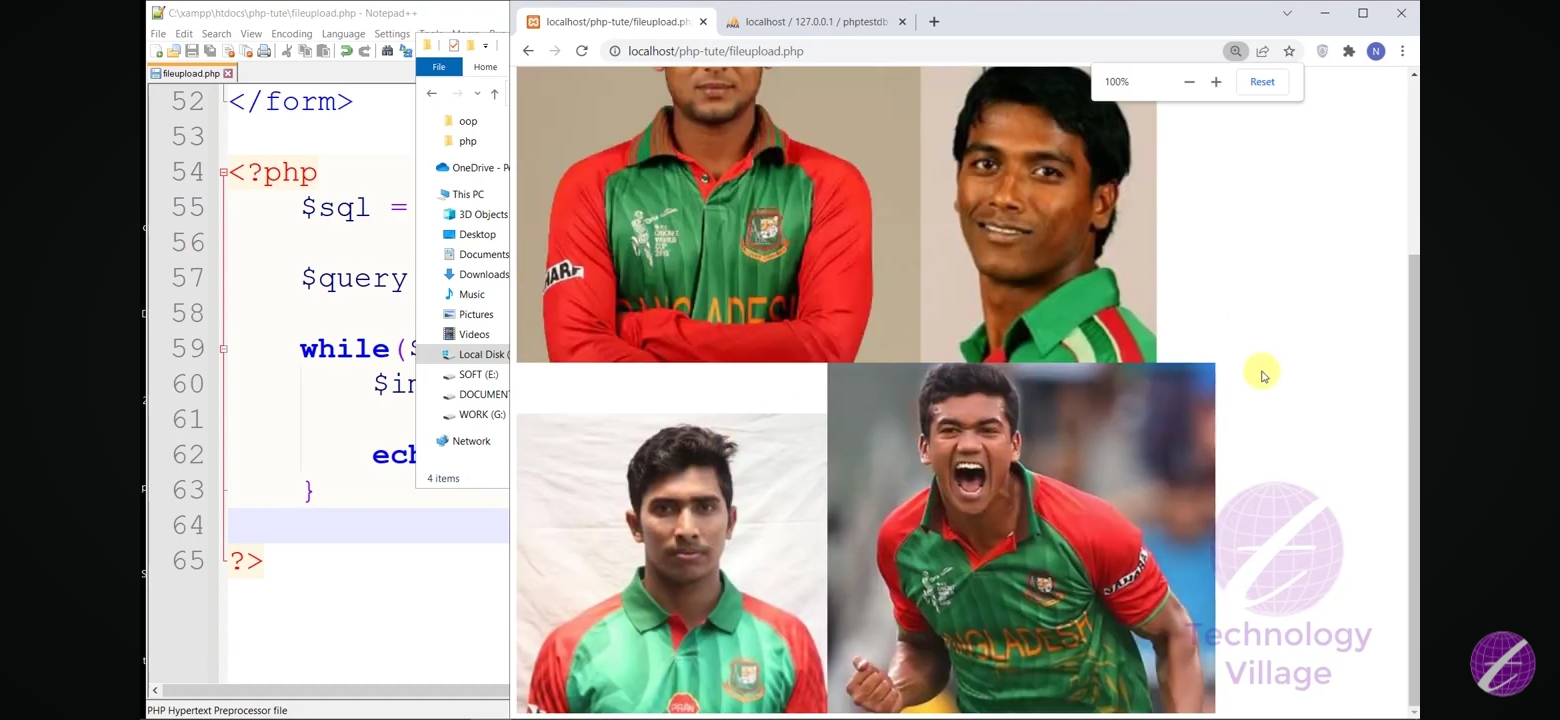 C:\xampp\htdocs\php-tute\fileupload.php - Notepad++
File Edit Search View Encoding Language Settings
fileupload.php
52 </form>
53
54 <?php
55 $sql =
56
57 $query
58
59 while(
60
61
62
63 }
64
65 ?>
PHP Hypertext Preprocessor file
File Home
oop
php
OneDrive - Pe
This PC
3D Objects
Desktop
Documents
Downloads
Music
Pictures
Videos
Local Disk (
SOFT (E:)
DOCUMENT
WORK (G:)
Network
4 items
localhost/php-tute/fileupload.ph
localhost / 127.0.0.1 / phptestdb
localhost/php-tute/fileupload.php
N
100% Reset
BANGLADESH
SAHARA
PRAN
Technology
Village